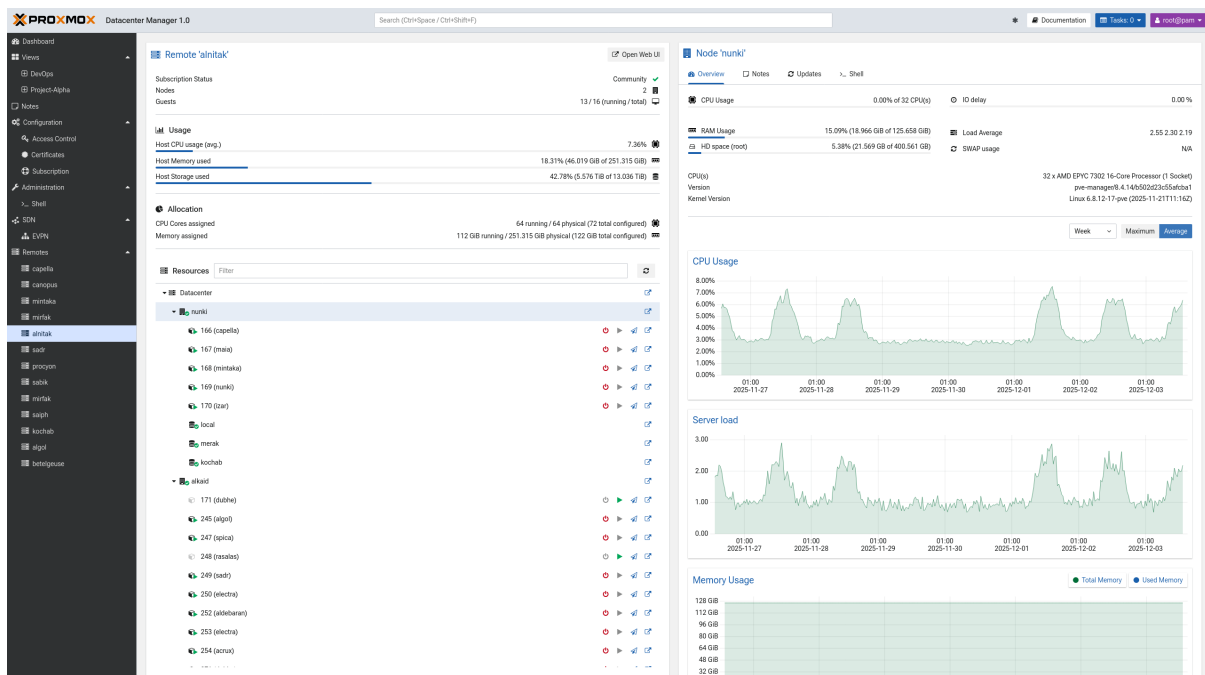 PROXMOX Datacenter Manager 1.0
Search (Ctrl+Space / Ctrl+Shift+F)
Documentation
Tasks: 0
root@pam
Dashboard
Views
DevOps
Project-Alpha
Notes
Configuration
Access Control
Certificates
Subscription
Administration
Shell
SDN
EVPN
Remotes
capella
canopus
mintaka
mirfak
alnitak
sadr
procyon
sabik
mirfak
saiph
kochab
algol
betelgeuse
Remote 'alnitak'
Open Web UI
Subscription Status Community
Nodes 2
Guests 13 / 16 (running / total)
Usage
Host CPU usage (avg.) 7.36%
Host Memory used 18.31% (46.019 GiB of 251.315 GiB)
Host Storage used 42.78% (5.576 TiB of 13.036 TiB)
Allocation
CPU Cores assigned 64 running / 64 physical (72 total configured)
Memory assigned 112 GiB running / 251.315 GiB physical (122 GiB total configured)
Resources Filter
Datacenter
nunki
166 (capella)
167 (maia)
168 (mintaka)
169 (nunki)
170 (izar)
local
merak
kochab
alkaid
171 (dubhe)
245 (algol)
247 (spica)
248 (rasalas)
249 (sadr)
250 (electra)
252 (aldebaran)
253 (electra)
254 (acrux)
Node 'nunki'
Overview Notes Updates Shell
CPU Usage 0.00% of 32 CPU(s)
IO delay 0.00 %
RAM Usage 15.09% (18.966 GiB of 125.658 GiB)
Load Average 2.55 2.30 2.19
HD space (root) 5.38% (21.569 GB of 400.561 GB)
SWAP usage N/A
CPU(s) 32 x AMD EPYC 7302 16-Core Processor (1 Socket)
Version pve-manager/8.4.14/b502d23c55afcba1
Kernel Version Linux 6.8.12-17-pve (2025-11-21T11:16Z)
Week Maximum Average
CPU Usage
8.00%
7.00%
6.00%
5.00%
4.00%
3.00%
2.00%
1.00%
0.00%
01:00 01:00 01:00 01:00 01:00 01:00 01:00
2025-11-27 2025-11-28 2025-11-29 2025-11-30 2025-12-01 2025-12-02 2025-12-03
Server load
3.00
2.00
1.00
0.00
01:00 01:00 01:00 01:00 01:00 01:00 01:00
2025-11-27 2025-11-28 2025-11-29 2025-11-30 2025-12-01 2025-12-02 2025-12-03
Memory Usage
Total Memory Used Memory
128 GiB
112 GiB
96 GiB
80 GiB
64 GiB
48 GiB
32 GiB